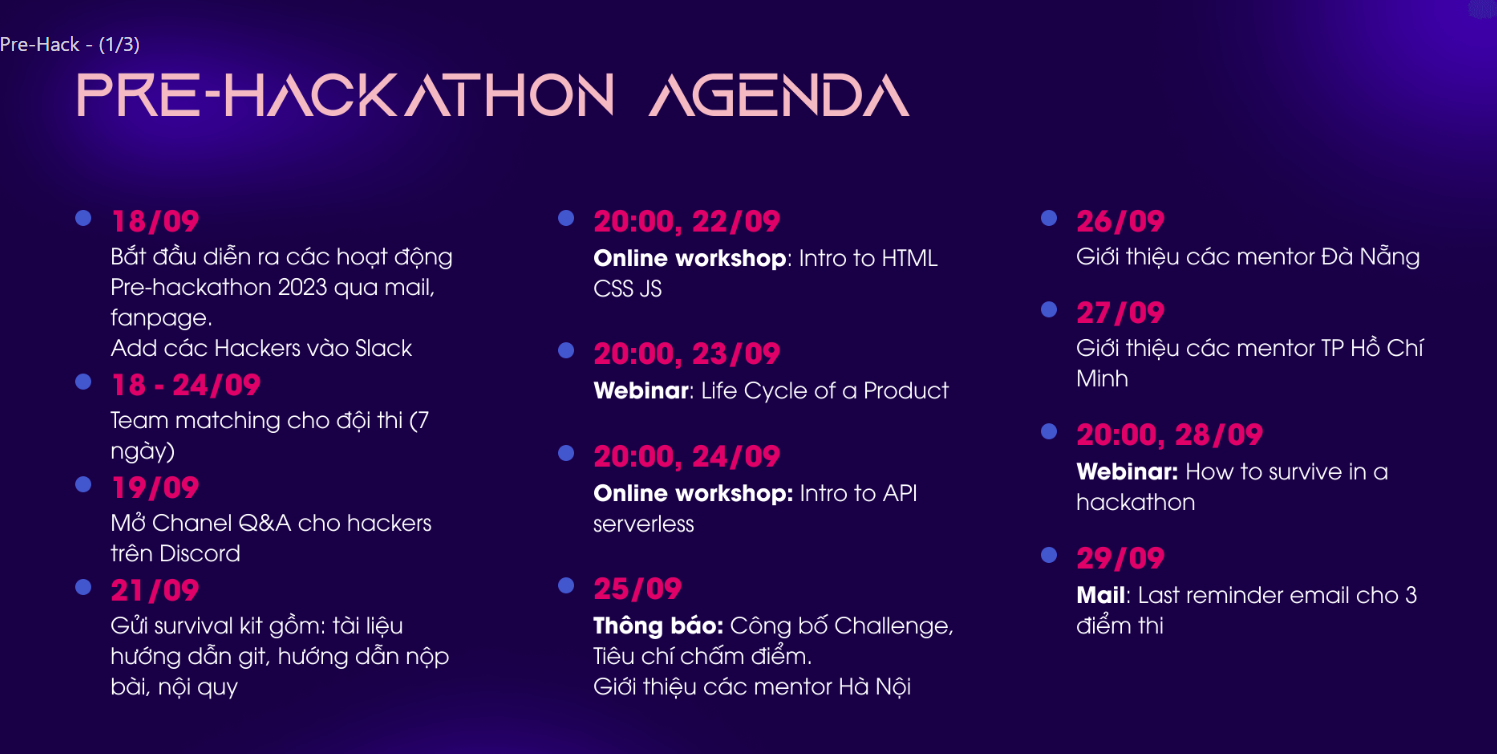 Pre-Hack - (1/3)
PRE-HACKATHON AGENDA
18/09
Bắt đầu diễn ra các hoạt động
Pre-hackathon 2023 qua mail,
fanpage.
Add các Hackers vào Slack
18 - 24/09
Team matching cho đội thi (7
ngày)
19/09
Mở Chanel Q&A cho hackers
trên Discord
21/09
Gửi survival kit gồm: tài liệu
hướng dẫn git, hướng dẫn nộp
bài, nội quy
20:00, 22/09
Online workshop: Intro to HTML
CSS JS
20:00, 23/09
Webinar: Life Cycle of a Product
20:00, 24/09
Online workshop: Intro to API
serverless
25/09
Thông báo: Công bố Challenge,
Tiêu chí chấm điểm.
Giới thiệu các mentor Hà Nội
26/09
Giới thiệu các mentor Đà Nẵng
27/09
Giới thiệu các mentor TP Hồ Chí
Minh
20:00, 28/09
Webinar: How to survive in a
hackathon
29/09
Mail: Last reminder email cho 3
điểm thi